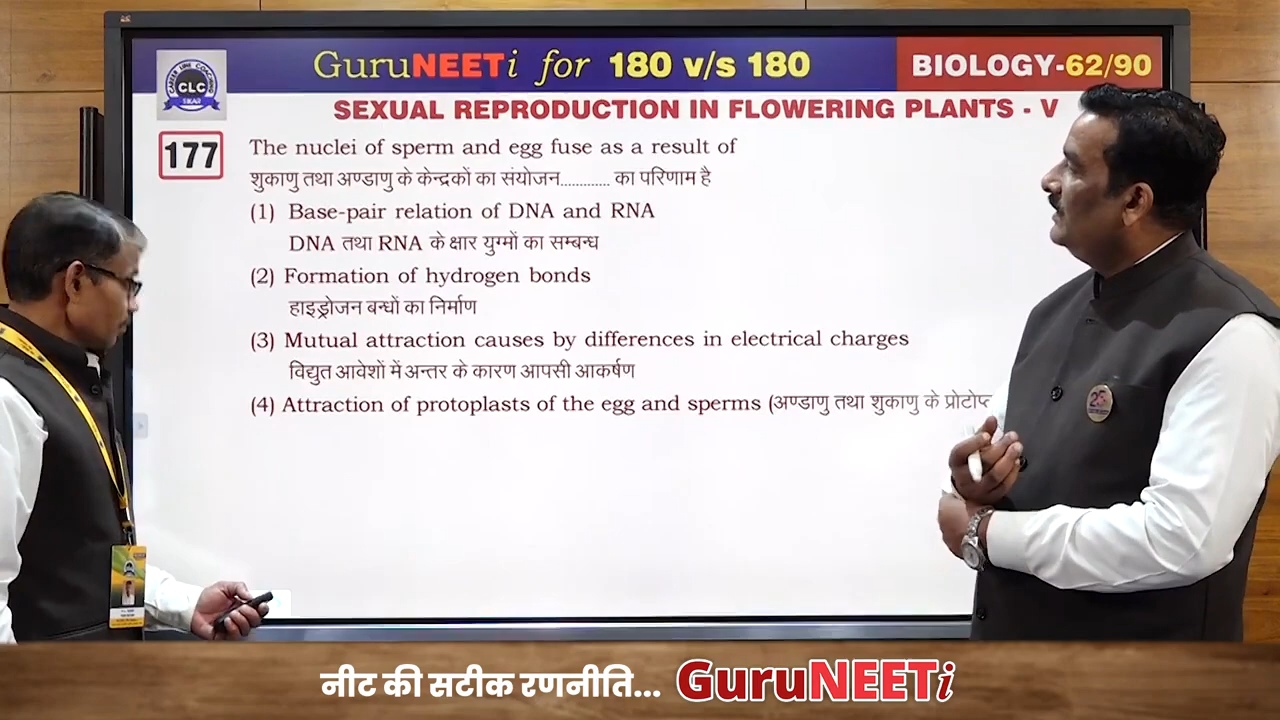 GuruNEETi for 180 v/s 180
BIOLOGY-62/90
CLC
SIKAR
SEXUAL REPRODUCTION IN FLOWERING PLANTS - V
177
The nuclei of sperm and egg fuse as a result of
शुकाणु तथा अण्डाणु के केन्द्रकों का संयोजन............. का परिणाम है
(1) Base-pair relation of DNA and RNA
DNA तथा RNA के क्षार युग्मों का सम्बन्ध
(2) Formation of hydrogen bonds
हाइड्रोजन बन्धों का निर्माण
(3) Mutual attraction causes by differences in electrical charges
विद्युत आवेशों में अन्तर के कारण आपसी आकर्षण
(4) Attraction of protoplasts of the egg and sperms (अण्डाणु तथा शुकाणु के
25
नीट की सटीक रणनीति... GuruNEETi